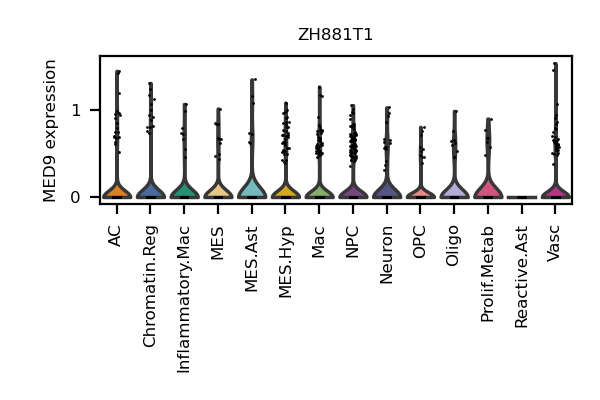 ZH881T1
MED9 expression
1
0
AC
Chromatin.Reg
Inflammatory.Mac
MES
MES.Ast
MES.Hyp
Mac
NPC
Neuron
OPC
Oligo
Prolif.Metab
Reactive.Ast
Vasc